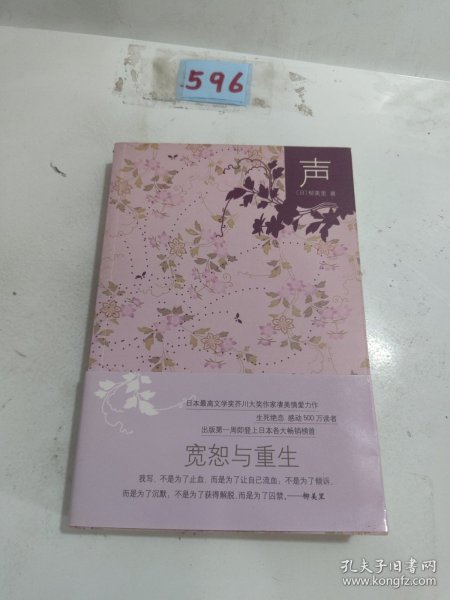 596
声
〔日〕柳美里 著
日本最高文学奖芥川大奖作家凄美情爱力作
生死绝恋 感动500万读者
出版第一周即登上日本各大畅销榜首
宽恕与重生
我写，不是为了止血，而是为了让自己流血；不是为了倾诉，
而是为了沉默；不是为了获得解脱，而是为了囚禁。——柳美里
孔夫子旧书网
www.kongfz.com